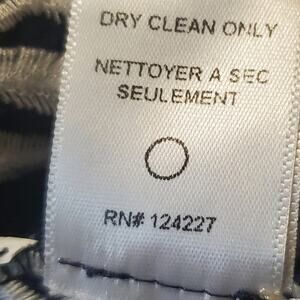 DRY CLEAN ONLY
NETTOYER A SEC
SEULEMENT
RN# 124227